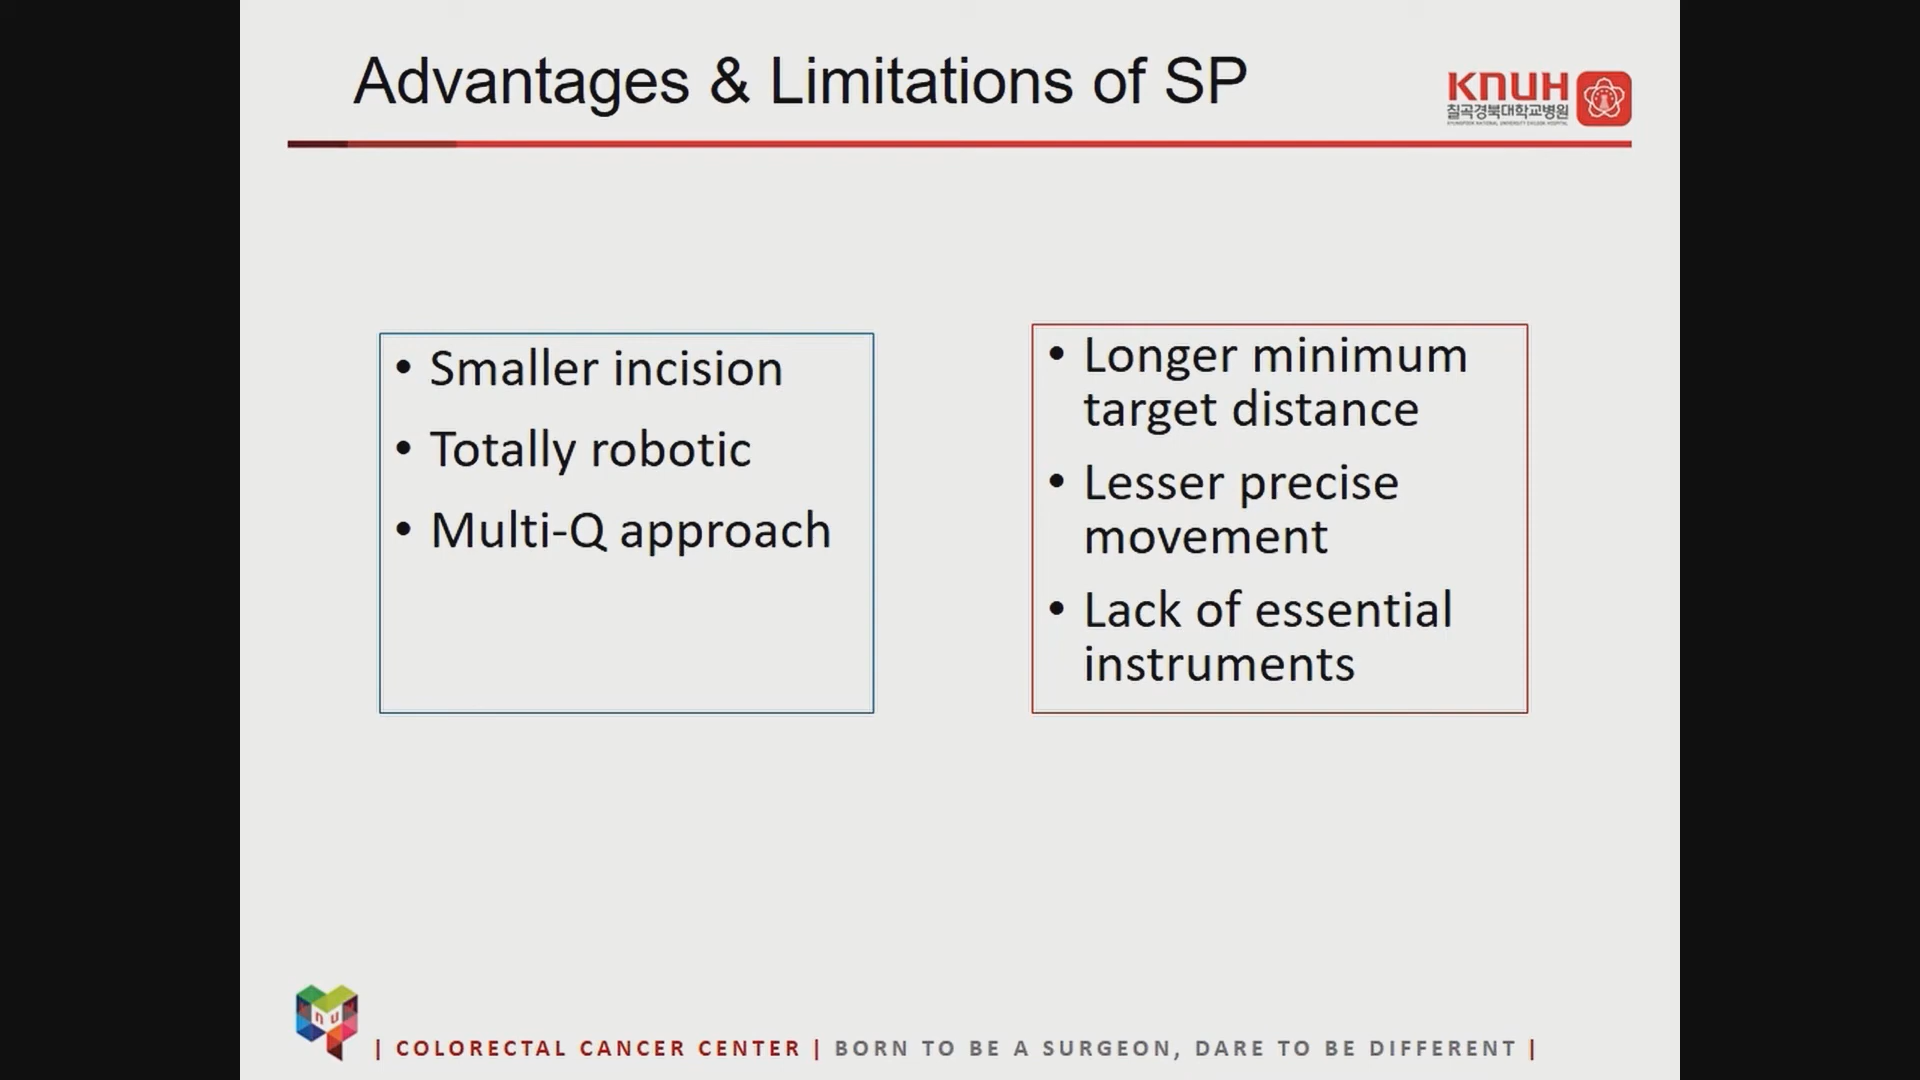 Advantages & Limitations of SP
KNUH
칠곡경북대학교병원
• Smaller incision
• Totally robotic
• Multi-Q approach
• Longer minimum
target distance
• Lesser precise
movement
• Lack of essential
instruments
| COLORECTAL CANCER CENTER | BORN TO BE A SURGEON, DARE TO BE DIFFERENT |